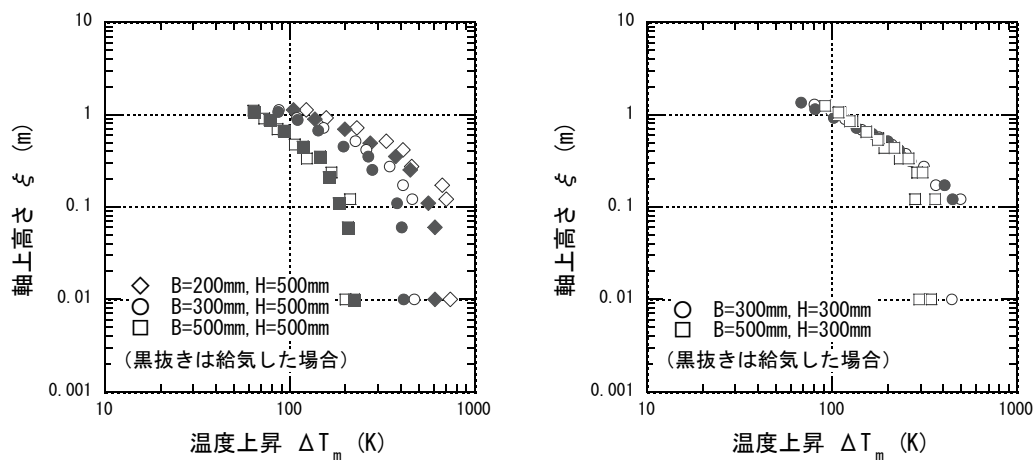 10
1
0.1
0.01
0.001
軸上高さ ξ (m)
◇ B=200mm, H=500mm
○ B=300mm, H=500mm
□ B=500mm, H=500mm
(黒抜きは給気した場合)
10
100
1000
温度上昇 ΔTm (K)
10
1
0.1
0.01
0.001
軸上高さ ξ (m)
○ B=300mm, H=300mm
□ B=500mm, H=300mm
(黒抜きは給気した場合)
10
100
1000
温度上昇 ΔTm (K)